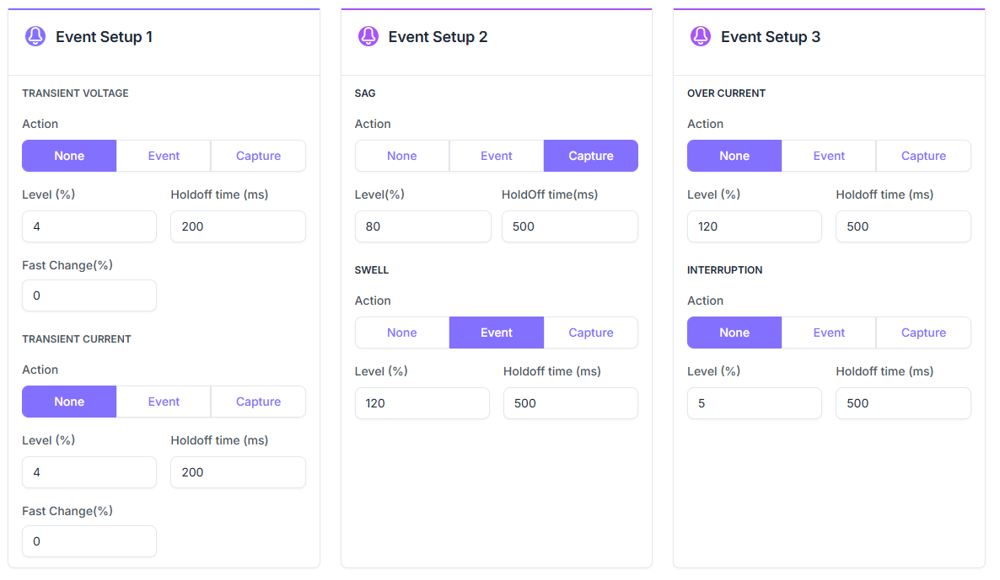 Event Setup 1
TRANSIENT VOLTAGE
Action
None Event Capture
Level (%) Holdoff time (ms)
4 200
Fast Change(%)
0
TRANSIENT CURRENT
Action
None Event Capture
Level (%) Holdoff time (ms)
4 200
Fast Change(%)
0
Event Setup 2
SAG
Action
None Event Capture
Level(%) HoldOff time(ms)
80 500
SWELL
Action
None Event Capture
Level (%) Holdoff time (ms)
120 500
Event Setup 3
OVER CURRENT
Action
None Event Capture
Level (%) Holdoff time (ms)
120 500
INTERRUPTION
Action
None Event Capture
Level (%) Holdoff time (ms)
5 500